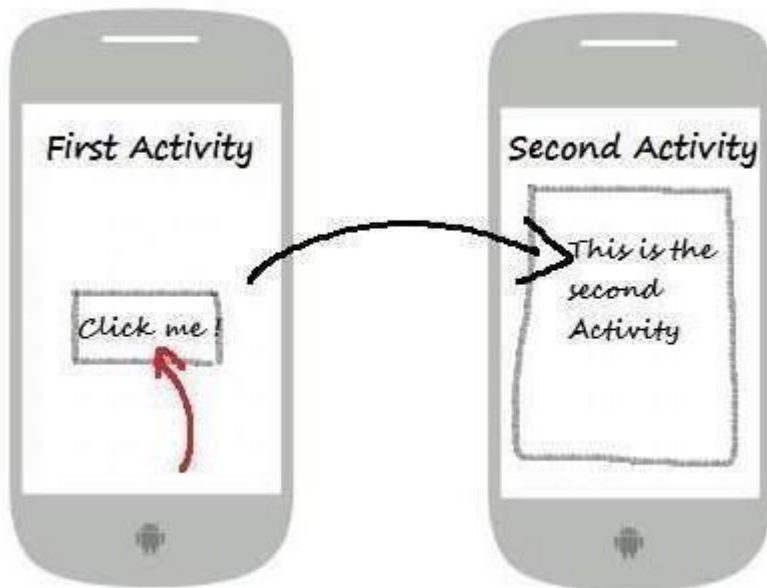 First Activity
Click me !
Second Activity
This is the
second
Activity